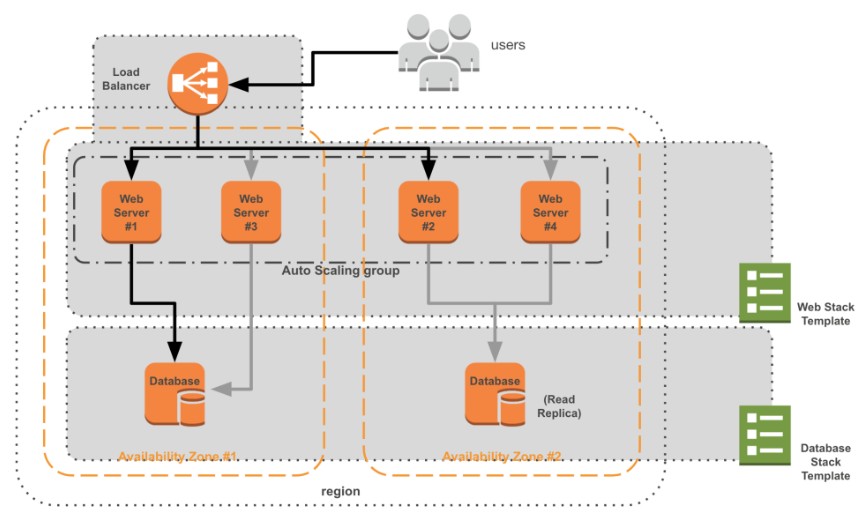 users
Load
Balancer
Web
Server
#1
Web
Server
#3
Web
Server
#2
Web
Server
#4
Auto Scaling group
Web Stack
Template
Database
Database
(Read
Replica)
Availability Zone #1
Availability Zone #2
Database
Stack
Template
region